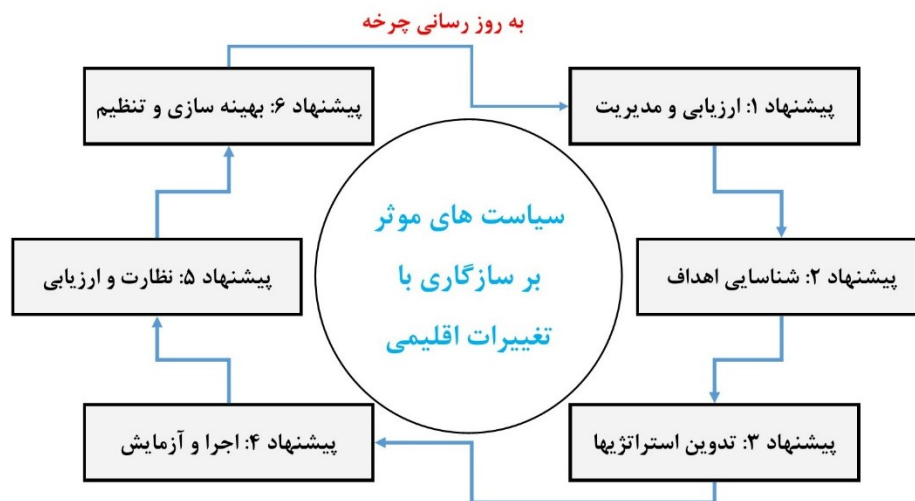 به روز رسانی چرخه
پیشنهاد ۱: ارزیابی و مدیریت
پیشنهاد ۲: شناسایی اهداف
پیشنهاد ۳: تدوین استراتژیها
پیشنهاد ۴: اجرا و آزمایش
پیشنهاد ۵: نظارت و ارزیابی
پیشنهاد ۶: بهینه سازی و تنظیم
سیاست های موثر
بر سازگاری با
تغییرات اقلیمی